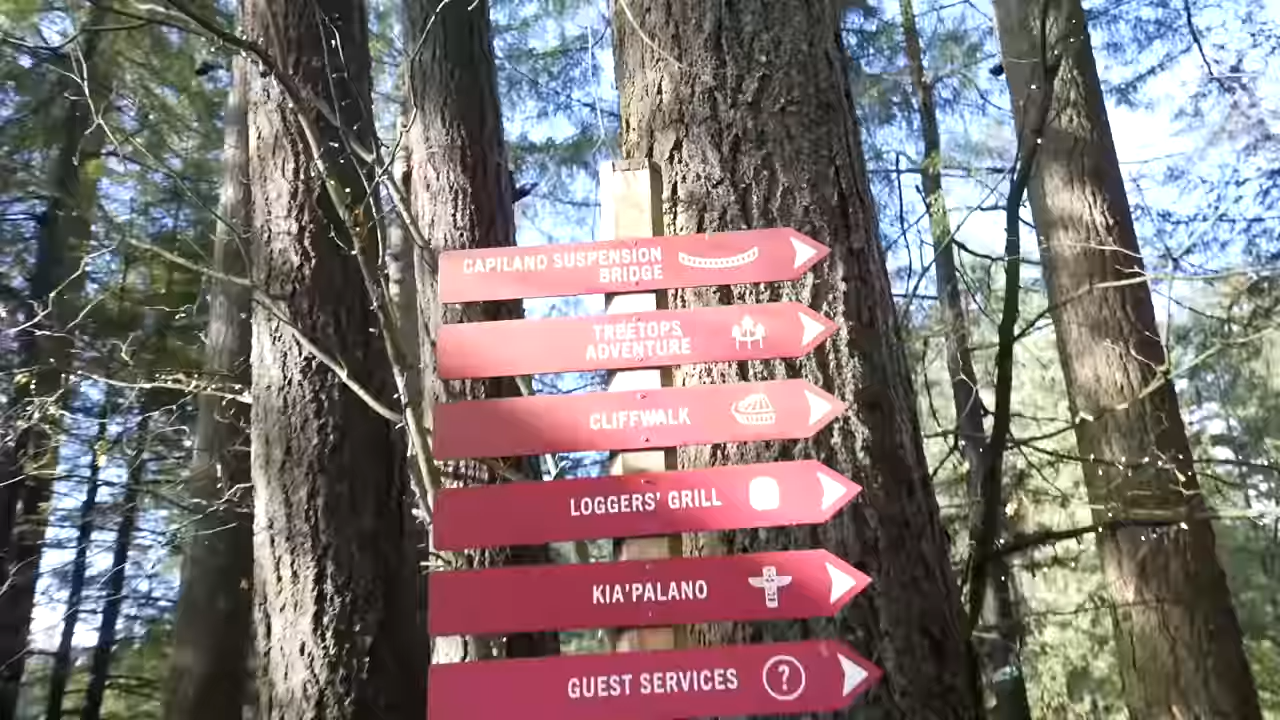 CAPILAND SUSPENSION
BRIDGE
TREETOPS
ADVENTURE
CLIFFWALK
LOGGERS' GRILL
KIA'PALANO
GUEST SERVICES
?